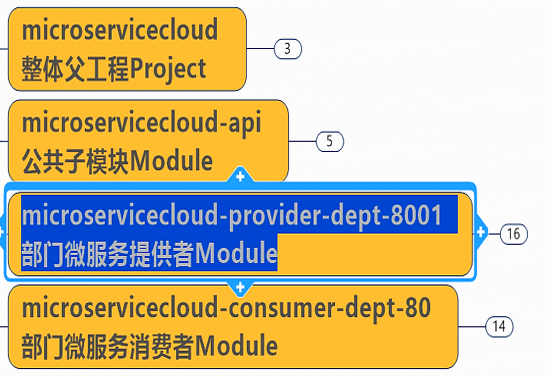 microservicecloud
整体父工程Project
3
microservicecloud-api
公共子模块Module
5
microservicecloud-provider-dept-8001
部门微服务提供者Module
16
microservicecloud-consumer-dept-80
部门微服务消费者Module
14